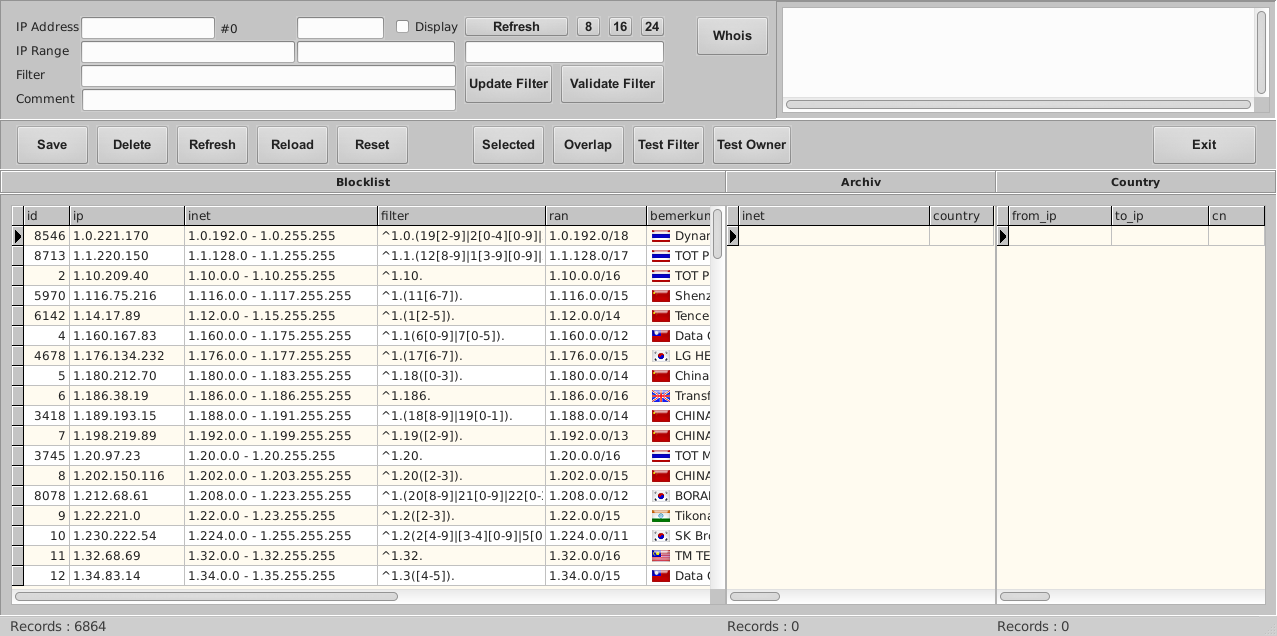 IP Address #0 Display Refresh 8 16 24 Whois
IP Range
Filter Update Filter Validate Filter
Comment
Save Delete Refresh Reload Reset Selected Overlap Test Filter Test Owner Exit
Blocklist Archiv Country
id ip inet filter ran bemerkun inet country from_ip to_ip cn
8546 1.0.221.170 1.0.192.0 - 1.0.255.255 ^1.0.(19[2-9]|2[0-4][0-9]| 1.0.192.0/18 Dynar
8713 1.1.220.150 1.1.128.0 - 1.1.255.255 ^1.1.(12[8-9]|1[3-9][0-9]| 1.1.128.0/17 TOT P
2 1.10.209.40 1.10.0.0 - 1.10.255.255 ^1.10. 1.10.0.0/16 TOT P
5970 1.116.75.216 1.116.0.0 - 1.117.255.255 ^1.(11[6-7]). 1.116.0.0/15 Shenz
6142 1.14.17.89 1.12.0.0 - 1.15.255.255 ^1.(1[2-5]). 1.12.0.0/14 Tence
4 1.160.167.83 1.160.0.0 - 1.175.255.255 ^1.1(6[0-9]|7[0-5]). 1.160.0.0/12 Data C
4678 1.176.134.232 1.176.0.0 - 1.177.255.255 ^1.(17[6-7]). 1.176.0.0/15 LG HE
5 1.180.212.70 1.180.0.0 - 1.183.255.255 ^1.18([0-3]). 1.180.0.0/14 China
6 1.186.38.19 1.186.0.0 - 1.186.255.255 ^1.186. 1.186.0.0/16 Transf
3418 1.189.193.15 1.188.0.0 - 1.191.255.255 ^1.(18[8-9]|19[0-1]). 1.188.0.0/14 CHINA
7 1.198.219.89 1.192.0.0 - 1.199.255.255 ^1.19([2-9]). 1.192.0.0/13 CHINA
3745 1.20.97.23 1.20.0.0 - 1.20.255.255 ^1.20. 1.20.0.0/16 TOT M
8 1.202.150.116 1.202.0.0 - 1.203.255.255 ^1.20([2-3]). 1.202.0.0/15 CHINA
8078 1.212.68.61 1.208.0.0 - 1.223.255.255 ^1.(20[8-9]|21[0-9]|22[0-: 1.208.0.0/12 BORAI
9 1.22.221.0 1.22.0.0 - 1.23.255.255 ^1.2([2-3]). 1.22.0.0/15 Tikona
10 1.230.222.54 1.224.0.0 - 1.255.255.255 ^1.2(2[4-9]|[3-4][0-9]|5[0 1.224.0.0/11 SK Bro
11 1.32.68.69 1.32.0.0 - 1.32.255.255 ^1.32. 1.32.0.0/16 TM TE
12 1.34.83.14 1.34.0.0 - 1.35.255.255 ^1.3([4-5]). 1.34.0.0/15 Data C
Records : 6864 Records : 0 Records : 0